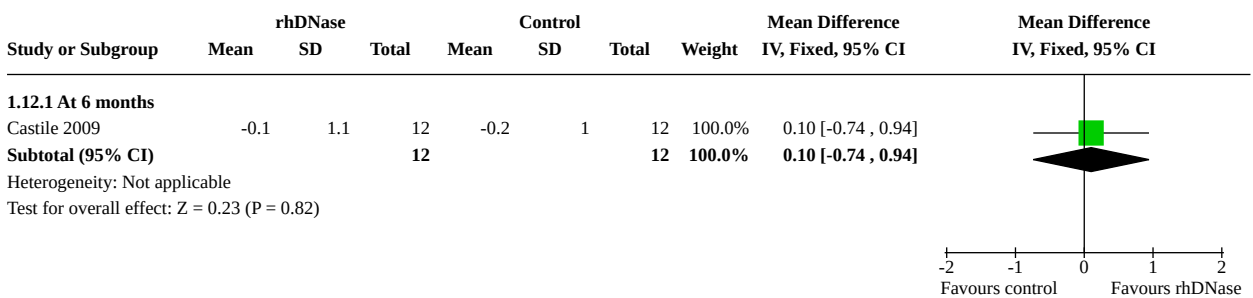 rhDNase Control Mean Difference Mean Difference
Study or Subgroup Mean SD Total Mean SD Total Weight IV, Fixed, 95% CI IV, Fixed, 95% CI
1.12.1 At 6 months
Castile 2009 -0.1 1.1 12 -0.2 1 12 100.0% 0.10 [-0.74 , 0.94]
Subtotal (95% CI) 12 12 100.0% 0.10 [-0.74 , 0.94]
Heterogeneity: Not applicable
Test for overall effect: Z = 0.23 (P = 0.82)
-2 -1 0 1 2
Favours control Favours rhDNase